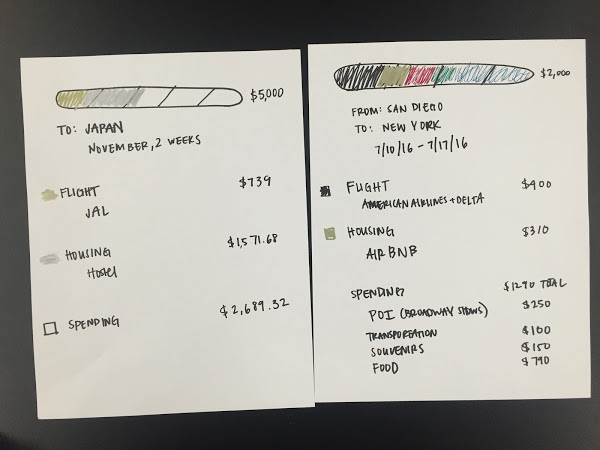 $5,000
TO: JAPAN
NOVEMBER, 2 WEEKS
FLIGHT $739
JAL
HOUSING $1,571.68
Hostel
SPENDING $2,689.32
$2,000
FROM: SAN DIEGO
TO: NEW YORK
7/10/16 - 7/17/16
FLIGHT $400
AMERICAN AIRLINES + DELTA
HOUSING $310
AIR BNB
SPENDING $1290 TOTAL
POI (BROADWAY SHOWS) $250
TRANSPORTATION $100
SOUVENIRS $150
FOOD $790